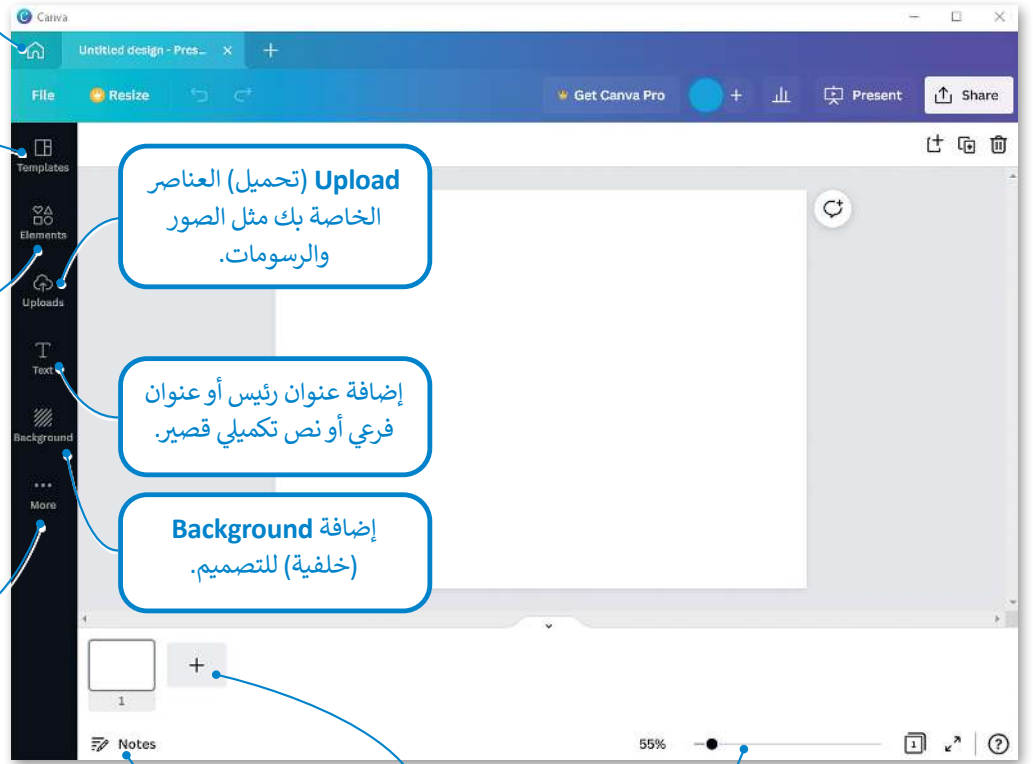 Canva
Untitled design - Pres...
File
Resize
Get Canva Pro
Present
Share
Templates
Elements
Uploads
Text
Background
More
Upload (تحميل) العناصر
الخاصة بك مثل الصور
والرسومات.
إضافة عنوان رئيس أو عنوان
فرعي أو نص تكميلي قصير.
إضافة Background
(خلفية) للتصميم.
1
Notes
55%
1